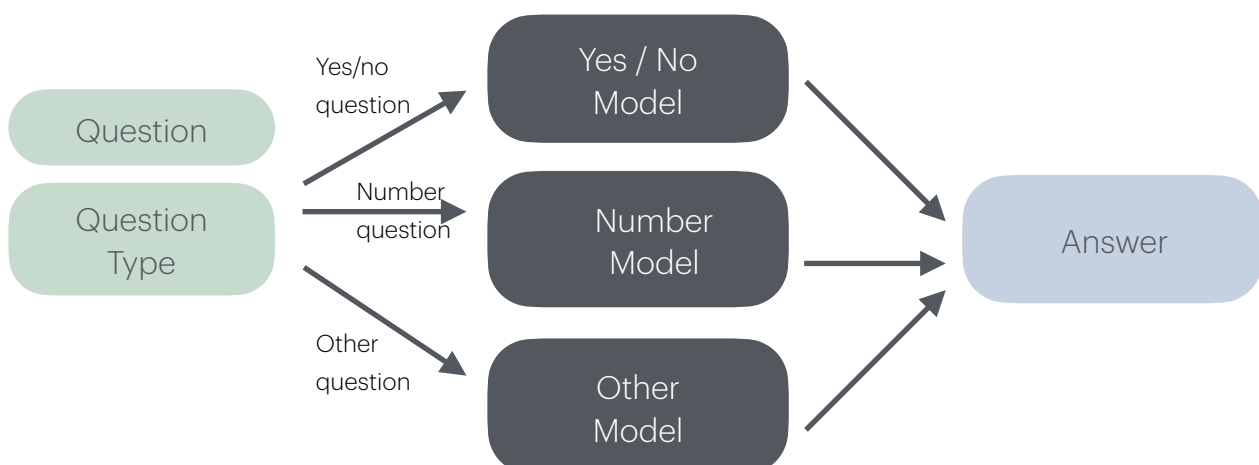 Question
Question
Type
Yes/no
question
Number
question
Other
question
Yes / No
Model
Number
Model
Other
Model
Answer